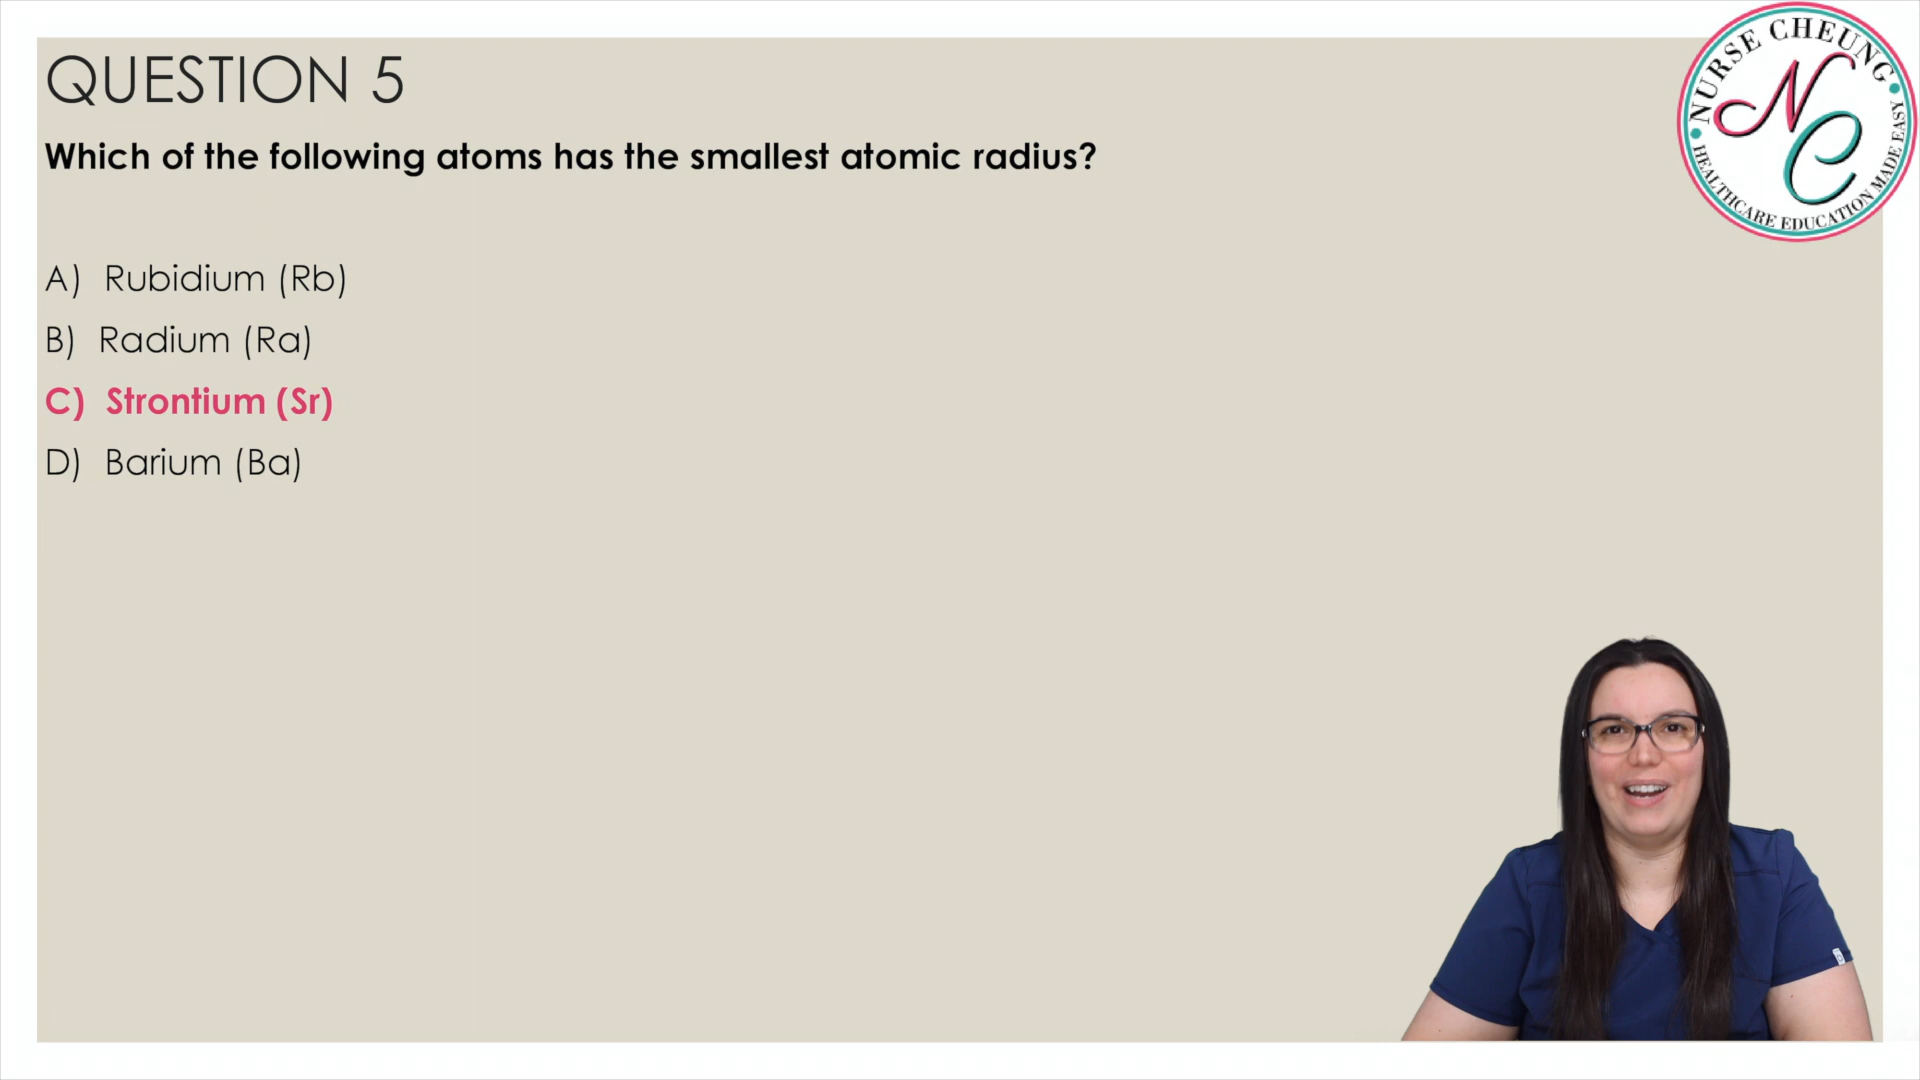 QUESTION 5
Which of the following atoms has the smallest atomic radius?
A) Rubidium (Rb)
B) Radium (Ra)
C) Strontium (Sr)
D) Barium (Ba)
• NURSE CHEUNG •
NC
HEALTHCARE EDUCATION MADE EASY